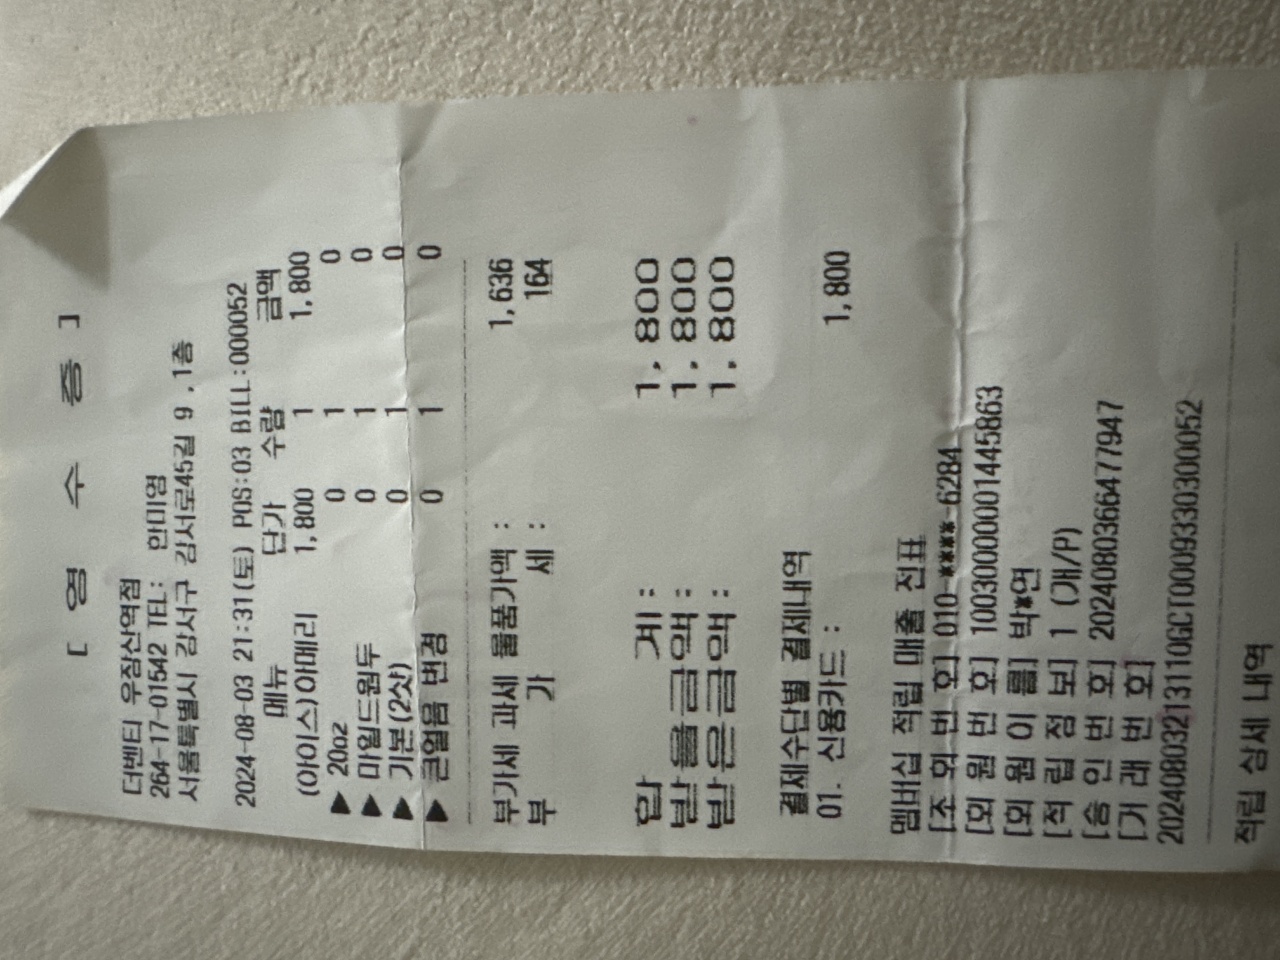 [ 영 수 증 ]
더벤티 우장산역점
264-17-01542 TEL: 한미영
서울특별시 강서구 강서로45길 9 ,1층
2024-08-03 21:31(토) POS:03 BILL:000052
메뉴 단가 수량 금액
(아이스)아메리 1,800 1 1,800
▶ 20oz 0 1 0
▶ 마일드원두 0 1 0
▶ 기본(2샷) 0 1 0
▶ 큰얼음 변경 0 1 0
부가세 과세 물품가액 : 1,636
부 가 세 : 164
합 계 : 1,800
받을금액 : 1,800
받은금액 : 1,800
결제수단별 결제내역
01. 신용카드 : 1,800
멤버십 적립 매출 전표
[조 회 번 호] 010-****-6284
[회 원 번 호] 1003000000001445863
[회 원 이 름] 박*연
[적 립 정 보] 1 (개/P)
[승 인 번 호] 20240803664​77947
[거 래 번 호]
20240803213110GCT0009330300052
적립 상세 내역